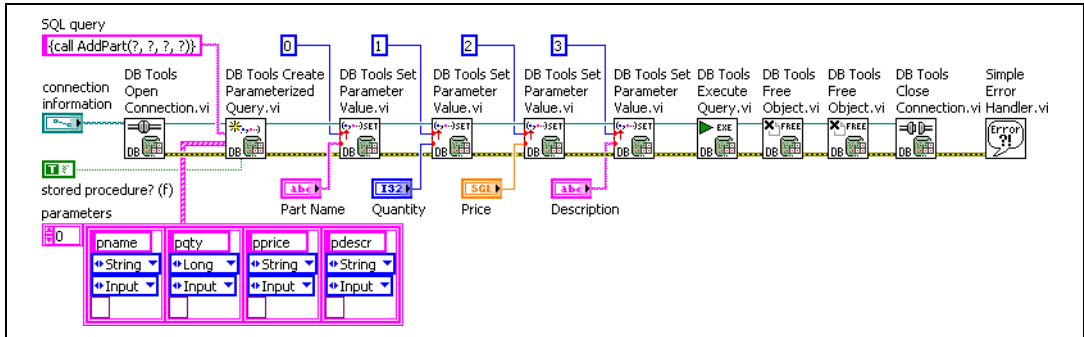 SQL query
{call AddPart(?, ?, ?, ?)}
0
1
2
3
connection information
DB Tools Open Connection.vi
DB Tools Create Parameterized Query.vi
DB Tools Set Parameter Value.vi
DB Tools Set Parameter Value.vi
DB Tools Set Parameter Value.vi
DB Tools Set Parameter Value.vi
DB Tools Execute Query.vi
DB Tools Free Object.vi
DB Tools Free Object.vi
DB Tools Close Connection.vi
Simple Error Handler.vi
DB
DB
SET
DB
SET
DB
SET
DB
SET
DB
EXE
DB
FREE
DB
FREE
DB
DB
Error
?!
T F
stored procedure? (f)
abc
Part Name
I32
Quantity
SGL
Price
abc
Description
parameters
0
pname
String
Input
pqty
Long
Input
pprice
String
Input
pdescr
String
Input